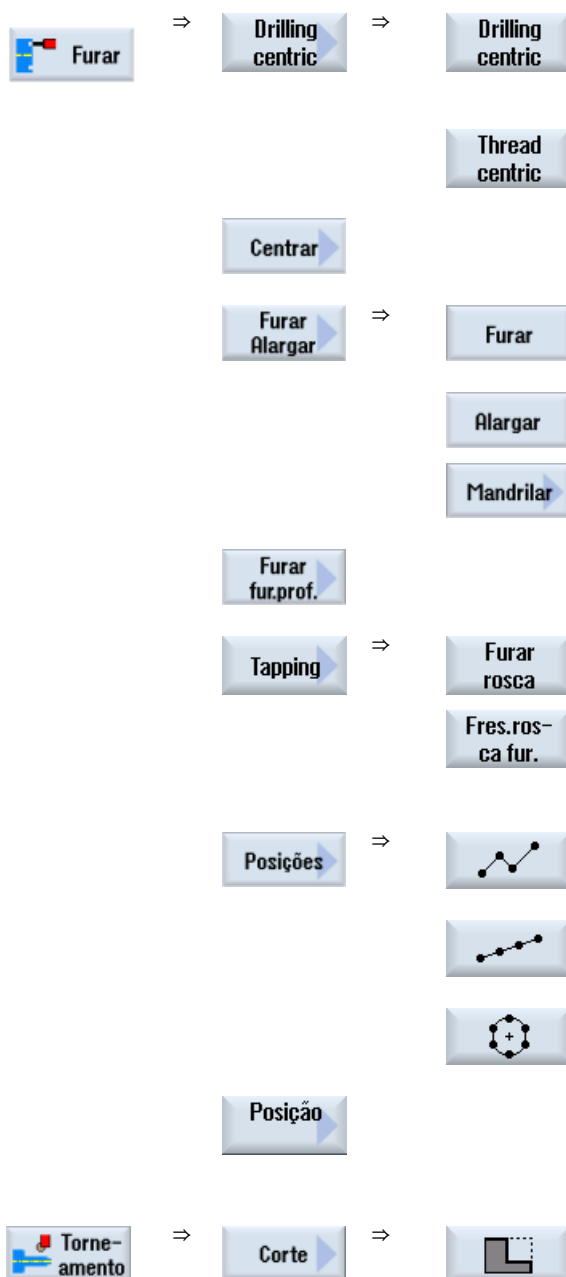 Furar ⇒ Drilling centric ⇒ Drilling centric
Thread centric
Centrar
Furar Alargar ⇒ Furar
Alargar
Mandrilar
Furar fur.prof.
Tapping ⇒ Furar rosca
Fres.ros-
ca fur.
Posições ⇒
Posição
Torne-
amento ⇒ Corte ⇒